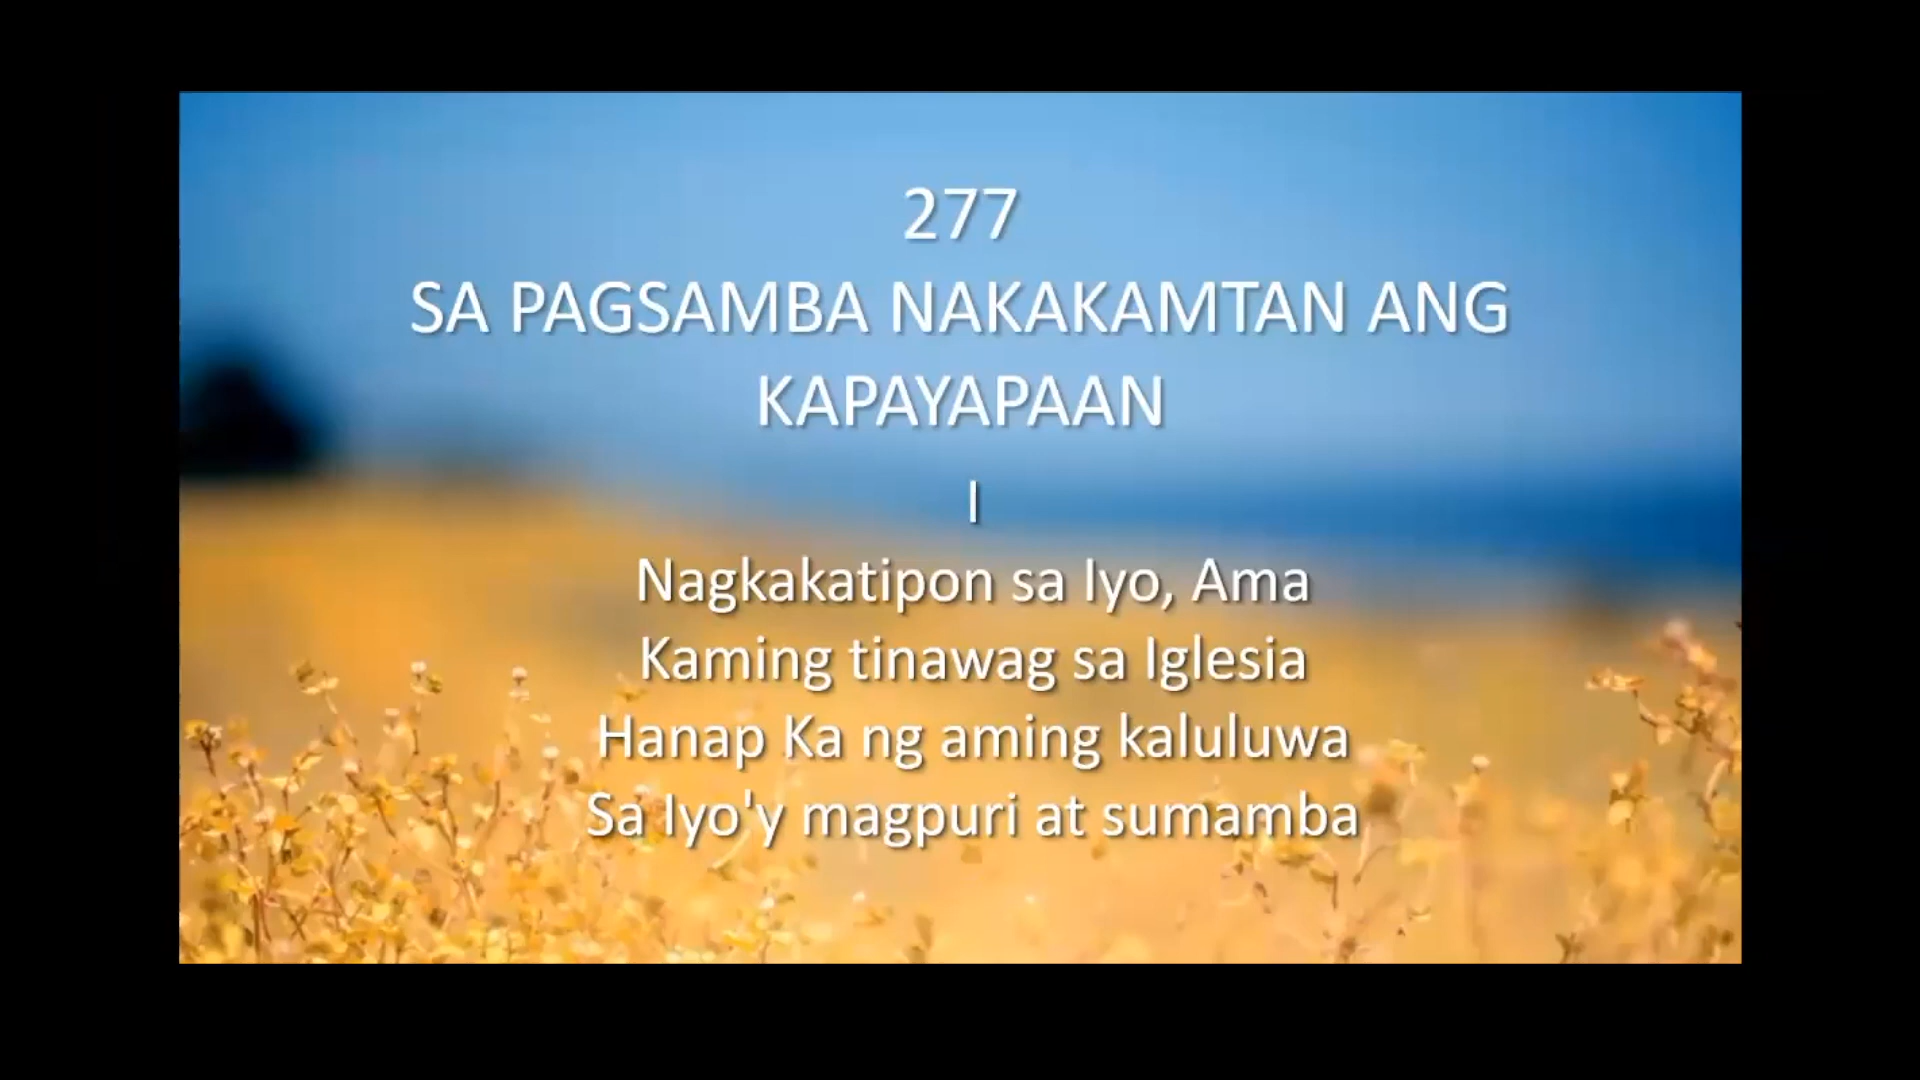 277
SA PAGSAMBA NAKAKAMTAN ANG
KAPAYAPAAN
I
Nagkakatipon sa Iyo, Ama
Kaming tinawag sa Iglesia
Hanap Ka ng aming kaluluwa
Sa Iyo'y magpuri at sumamba